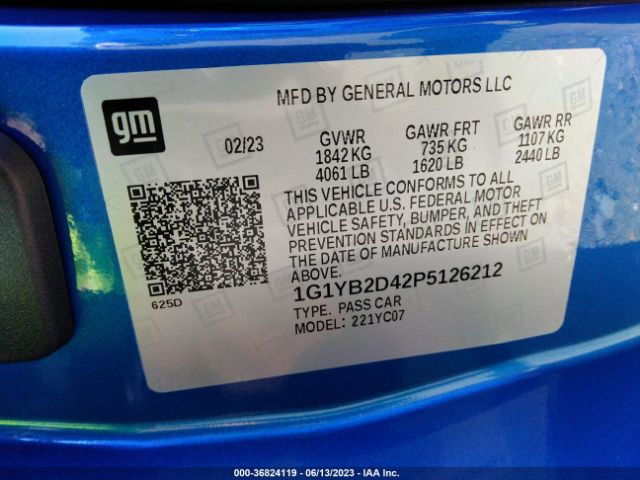 MFD BY GENERAL MOTORS LLC
gm
02/23
GVWR
1842 KG
4061 LB
GAWR FRT
735 KG
1620 LB
GAWR RR
1107 KG
2440 LB
THIS VEHICLE CONFORMS TO ALL
APPLICABLE U.S. FEDERAL MOTOR
VEHICLE SAFETY, BUMPER, AND THEFT
PREVENTION STANDARDS IN EFFECT ON
THE DATE OF MANUFACTURE SHOWN
ABOVE.
625D
1G1YB2D42P5126212
TYPE. PASS CAR
MODEL: 221YC07
000-36824119 - 06/13/2023 - IAA Inc.